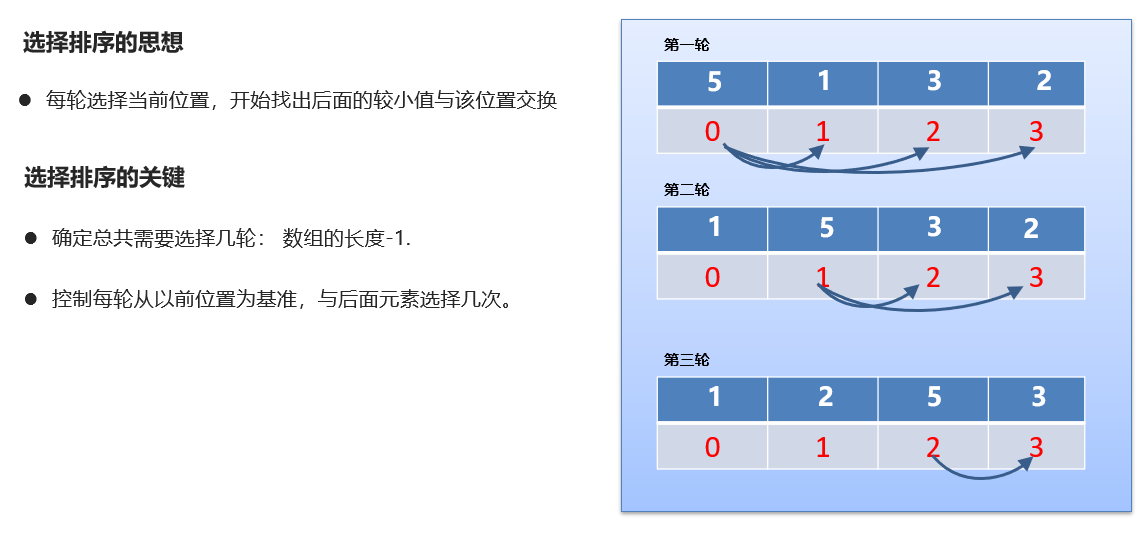 选择排序的思想
● 每轮选择当前位置，开始找出后面的较小值与该位置交换
选择排序的关键
● 确定总共需要选择几轮： 数组的长度-1.
● 控制每轮从以前位置为基准，与后面元素选择几次。
第一轮
5 1 3 2
0 1 2 3
第二轮
1 5 3 2
0 1 2 3
第三轮
1 2 5 3
0 1 2 3